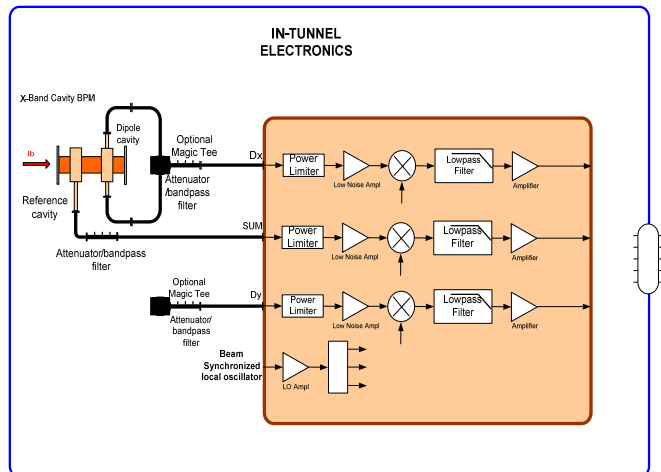 IN-TUNNEL
ELECTRONICS
X-Band Cavity BPM
Dipole
cavity
Ib
Reference
cavity
Optional
Magic Tee
Attenuator
/bandpass
filter
Attenuator/bandpass
filter
Dx
Power
Limiter
Low Noise Ampl
Lowpass
Filter
Amplifier
SUM
Power
Limiter
Low Noise Ampl
Lowpass
Filter
Amplifier
Optional
Magic Tee
Attenuator/
bandpass
filter
Dy
Power
Limiter
Low Noise Ampl
Lowpass
Filter
Amplifier
Beam
Synchronized
local oscillator
LO Ampl